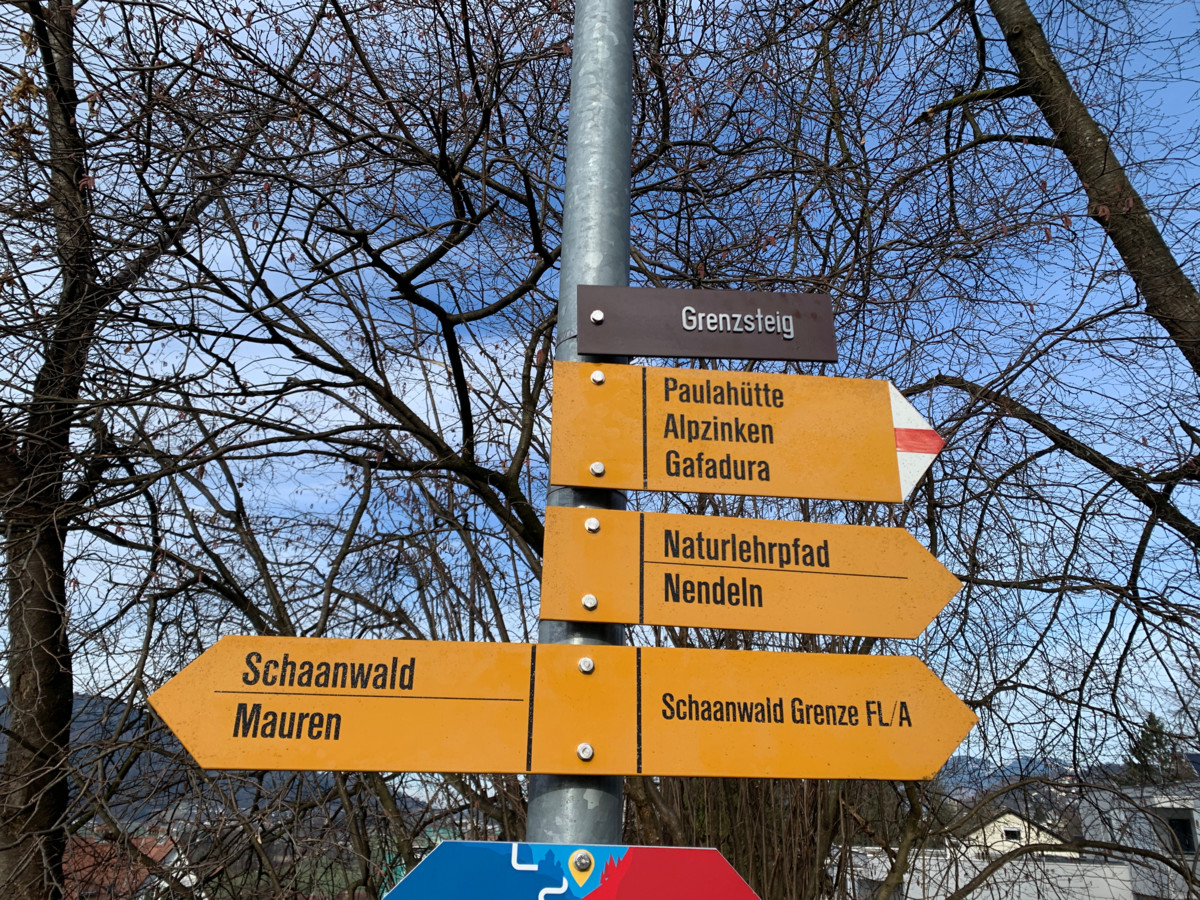 Grenzsteig
Paulahütte
Alpzinken
Gafadura
Naturlehrpfad
Nendeln
Schaanwald
Mauren
Schaanwald Grenze FL/A